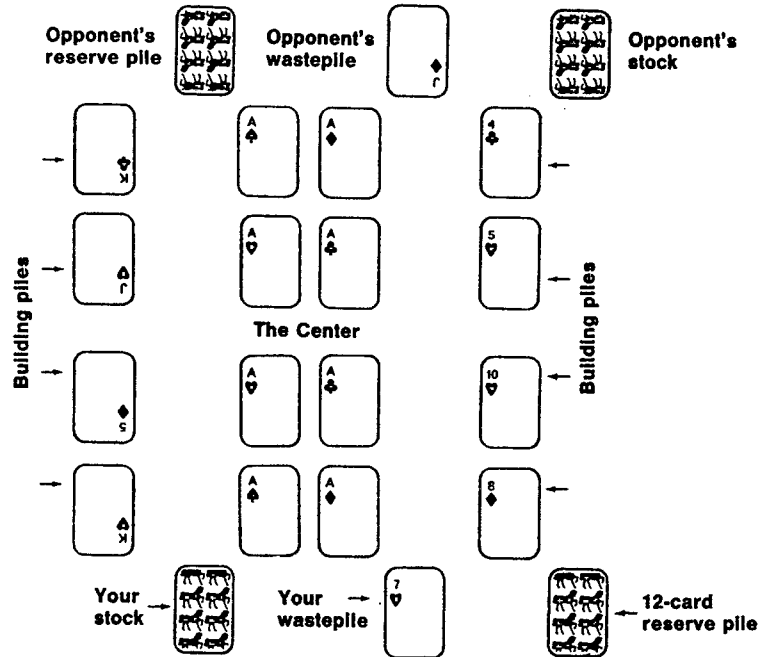 Opponent's
reserve pile
Opponent's
wastepile
J
Opponent's
stock
K
A
A
4
J
A
A
5
Building piles
The Center
Building piles
5
A
A
10
K
A
A
8
Your
stock
Your
wastepile
7
12-card
reserve pile